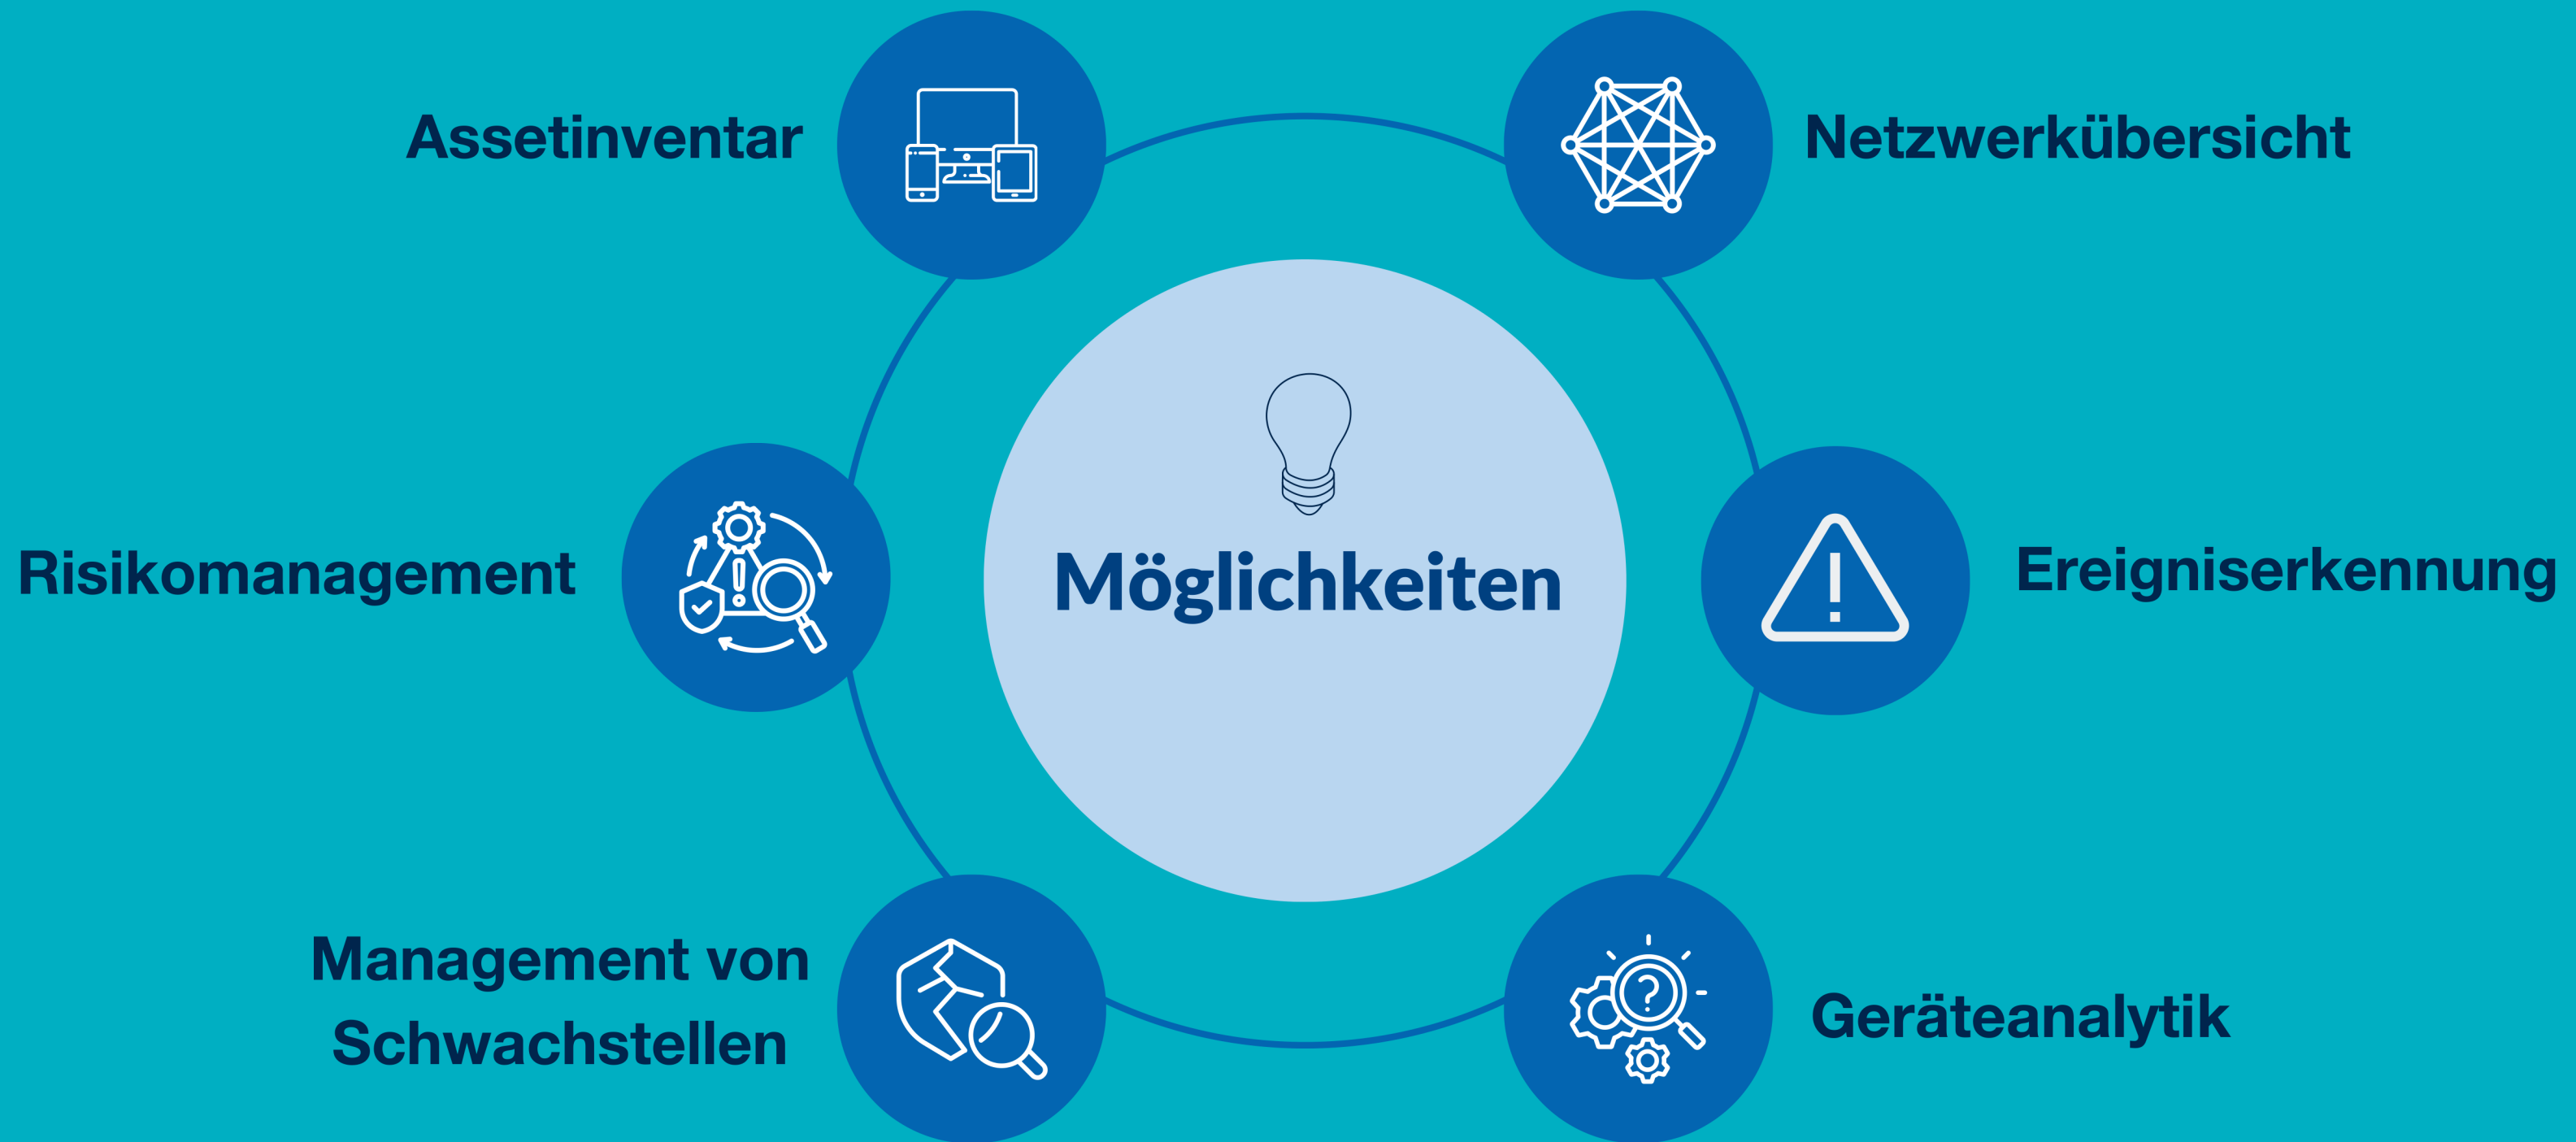 Assetinventar
Netzwerkübersicht
Risikomanagement
Möglichkeiten
Ereigniserkennung
Management von
Schwachstellen
Geräteanalytik